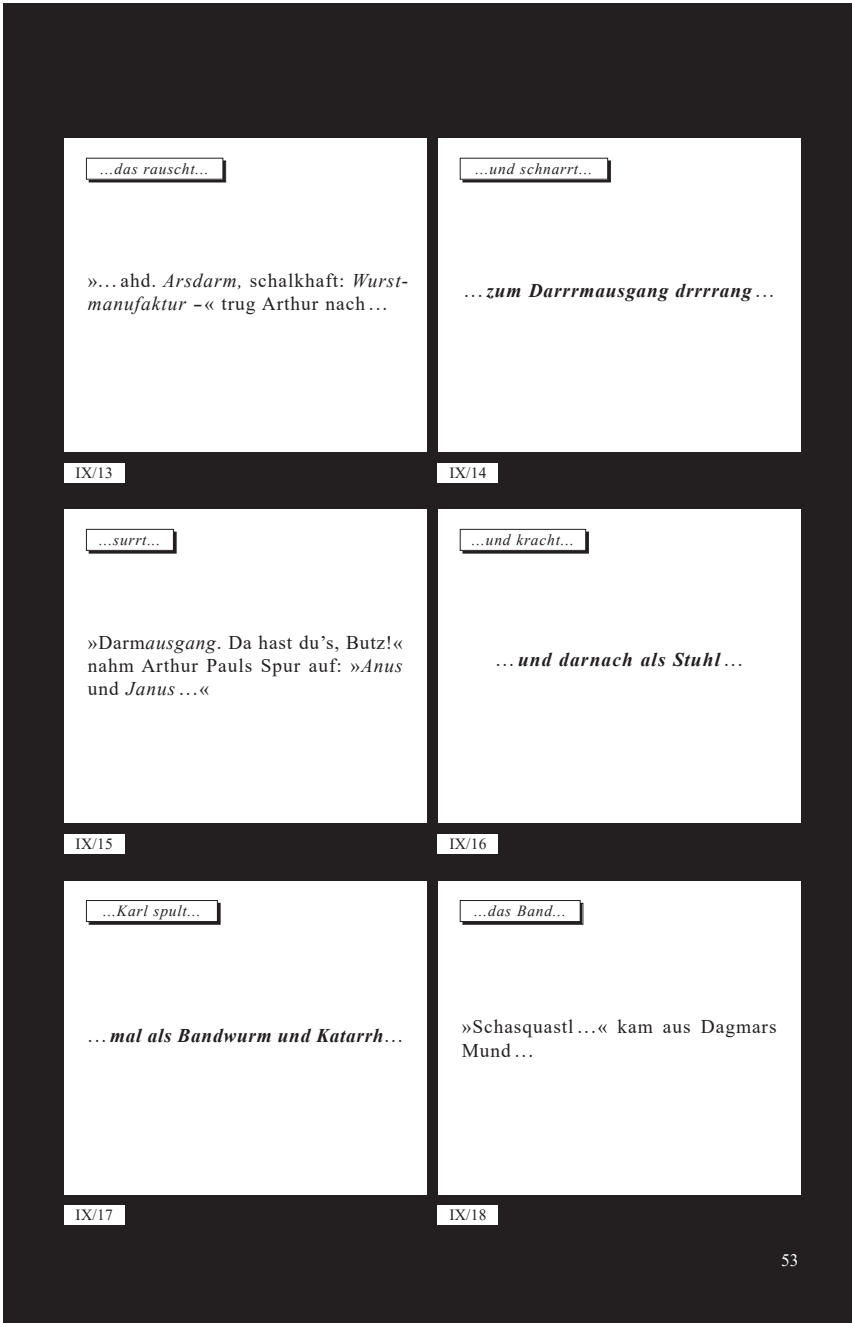 ...das rauscht...
»... ahd. Arsdarm, schalkhaft: Wurst-
manufaktur –« trug Arthur nach ...
IX/13
...und schnarrt...
... zum Darrrmausgang drrrrang ...
IX/14
...surrt...
»Darmausgang. Da hast du’s, Butz!«
nahm Arthur Pauls Spur auf: »Anus
und Janus ...«
IX/15
...und kracht...
... und darnach als Stuhl ...
IX/16
...Karl spult...
... mal als Bandwurm und Katarrh...
IX/17
...das Band...
»Schasquastl ...« kam aus Dagmars
Mund ...
IX/18
53